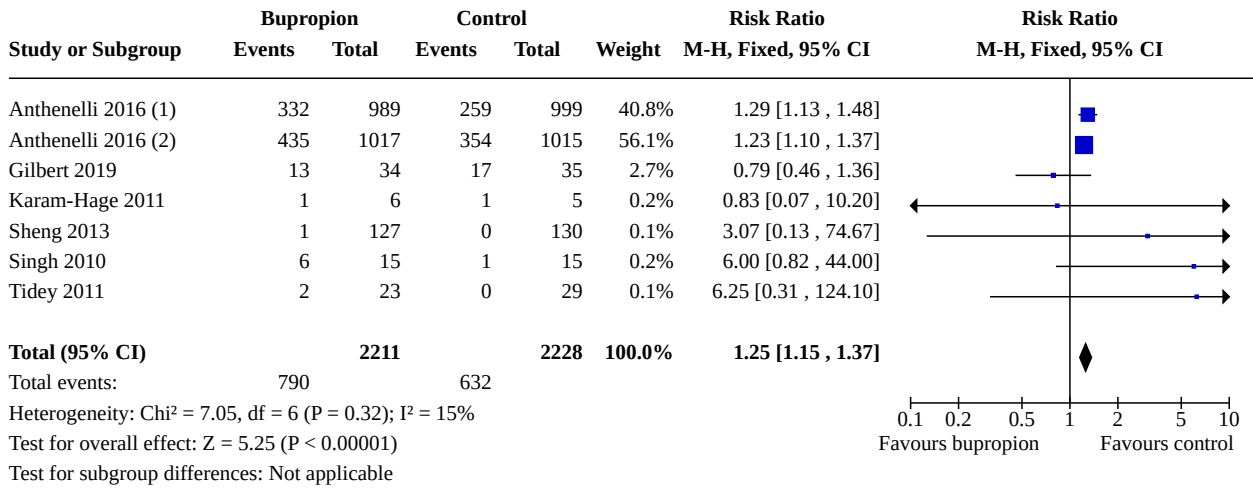 Bupropion Control Risk Ratio Risk Ratio
Study or Subgroup Events Total Events Total Weight M-H, Fixed, 95% CI M-H, Fixed, 95% CI
Anthenelli 2016 (1) 332 989 259 999 40.8% 1.29 [1.13 , 1.48]
Anthenelli 2016 (2) 435 1017 354 1015 56.1% 1.23 [1.10 , 1.37]
Gilbert 2019 13 34 17 35 2.7% 0.79 [0.46 , 1.36]
Karam-Hage 2011 1 6 1 5 0.2% 0.83 [0.07 , 10.20]
Sheng 2013 1 127 0 130 0.1% 3.07 [0.13 , 74.67]
Singh 2010 6 15 1 15 0.2% 6.00 [0.82 , 44.00]
Tidey 2011 2 23 0 29 0.1% 6.25 [0.31 , 124.10]
Total (95% CI) 2211 2228 100.0% 1.25 [1.15 , 1.37]
Total events: 790 632
Heterogeneity: Chi² = 7.05, df = 6 (P = 0.32); I² = 15%
0.1 0.2 0.5 1 2 5 10
Test for overall effect: Z = 5.25 (P < 0.00001) Favours bupropion Favours control
Test for subgroup differences: Not applicable